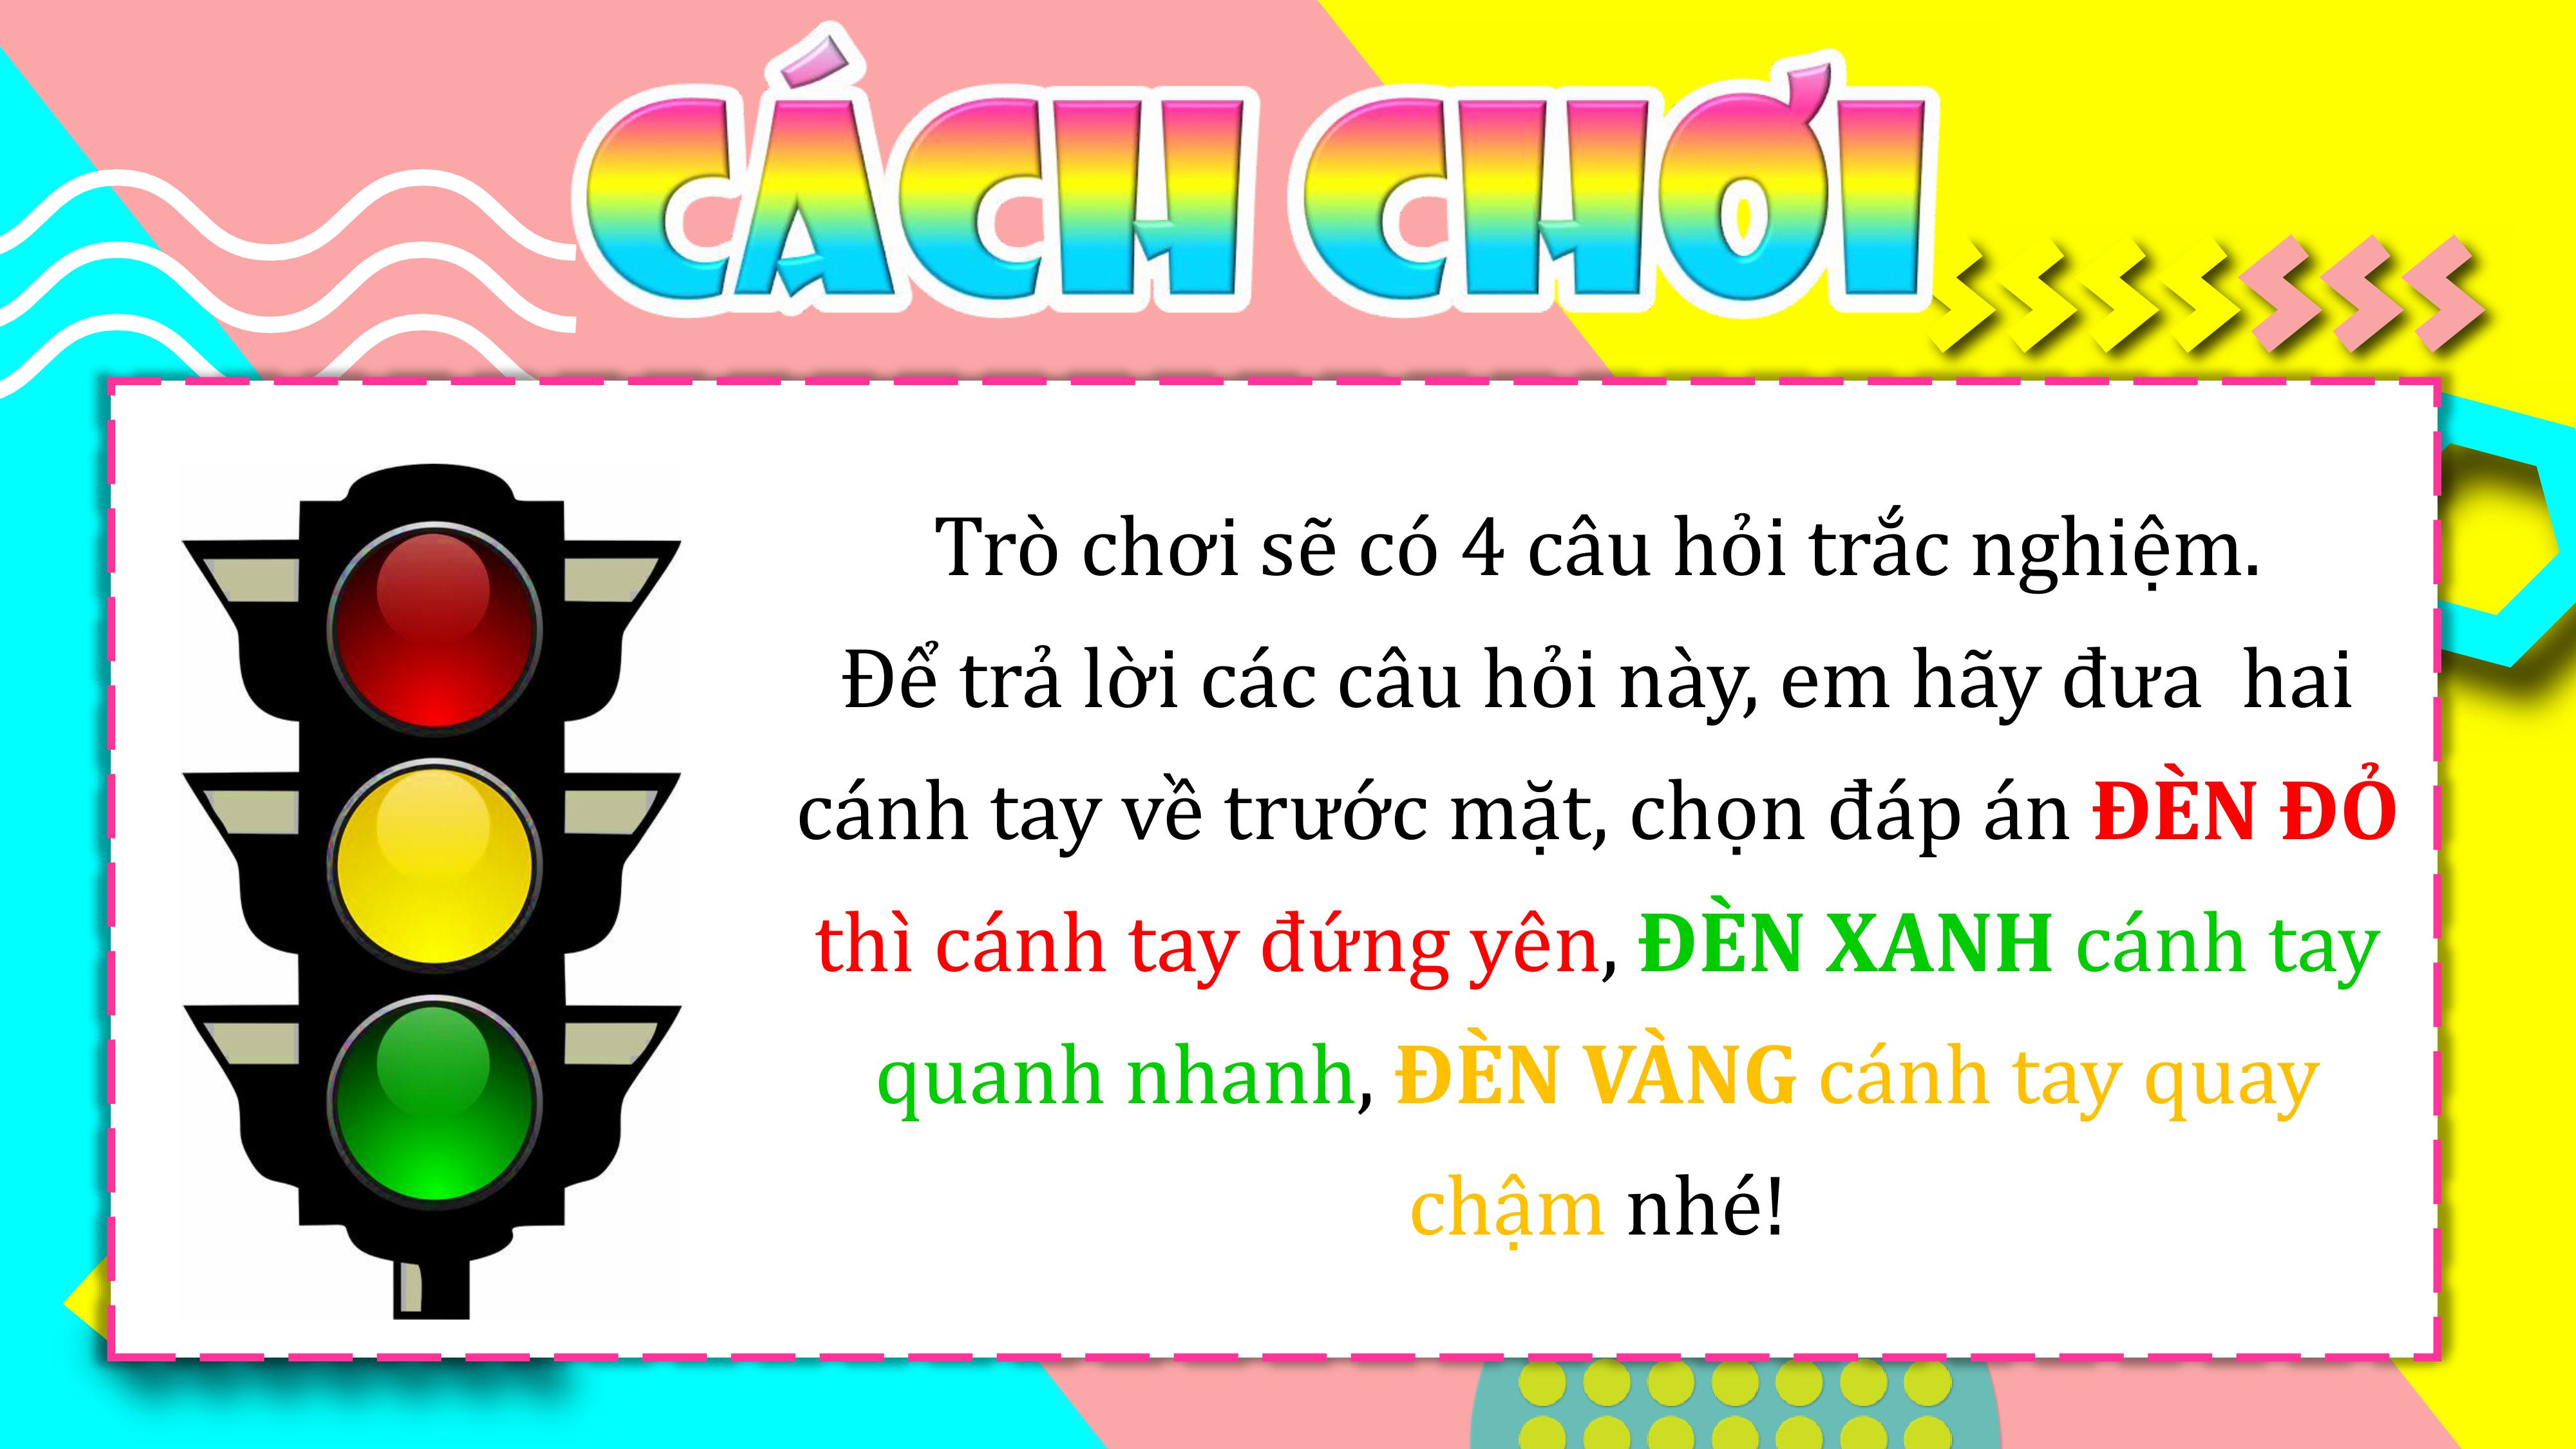 CÁCH CHƠI
Trò chơi sẽ có 4 câu hỏi trắc nghiệm.
Để trả lời các câu hỏi này, em hãy đưa  hai
cánh tay về trước mặt, chọn đáp án ĐÈN ĐỎ
thì cánh tay đứng yên, ĐÈN XANH cánh tay
quanh nhanh, ĐÈN VÀNG cánh tay quay
chậm nhé!